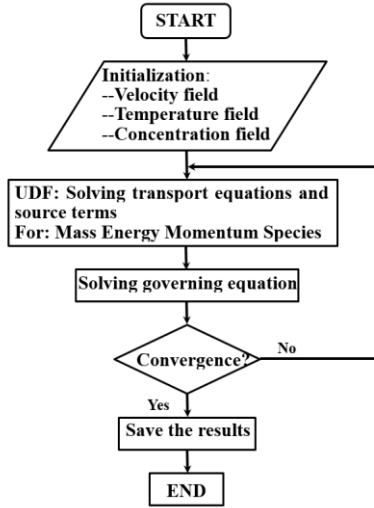 START
Initialization:
--Velocity field
--Temperature field
--Concentration field
UDF: Solving transport equations and
source terms
For: Mass Energy Momentum Species
Solving governing equation
Convergence?
No
Yes
Save the results
END